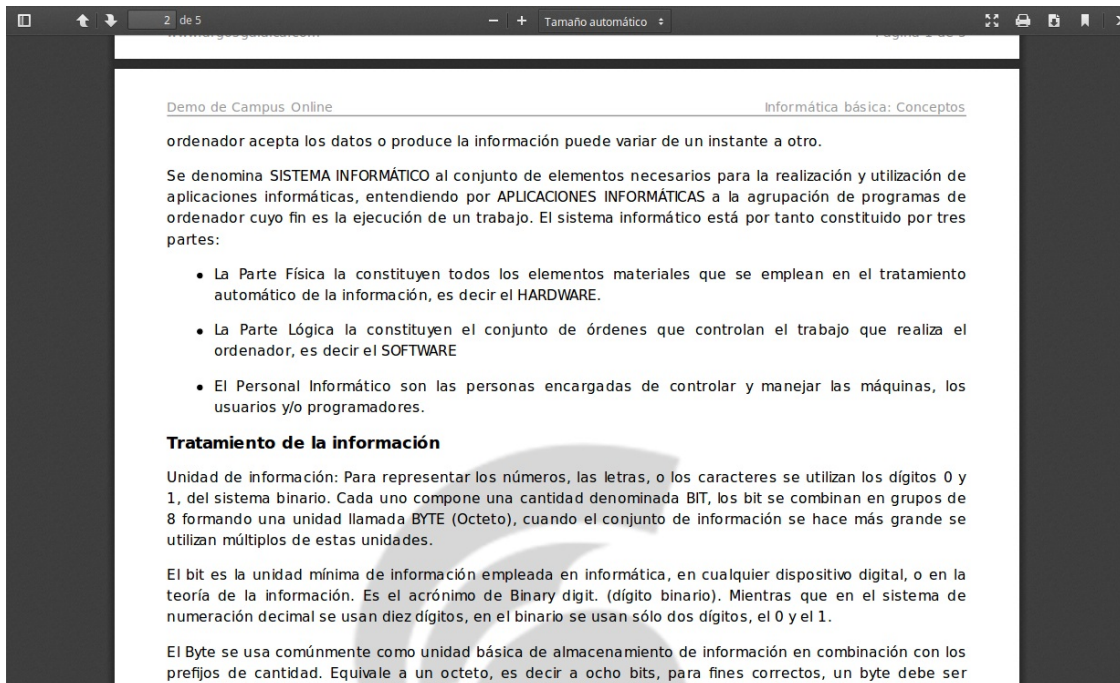 2 de 5
Tamaño automático
Demo de Campus Online
Informática básica: Conceptos
ordenador acepta los datos o produce la información puede variar de un instante a otro.
Se denomina SISTEMA INFORMÁTICO al conjunto de elementos necesarios para la realización y utilización de
aplicaciones informáticas, entendiendo por APLICACIONES INFORMÁTICAS a la agrupación de programas de
ordenador cuyo fin es la ejecución de un trabajo. El sistema informático está por tanto constituido por tres
partes:
• La Parte Física la constituyen todos los elementos materiales que se emplean en el tratamiento
automático de la información, es decir el HARDWARE.
• La Parte Lógica la constituyen el conjunto de órdenes que controlan el trabajo que realiza el
ordenador, es decir el SOFTWARE
• El Personal Informático son las personas encargadas de controlar y manejar las máquinas, los
usuarios y/o programadores.
Tratamiento de la información
Unidad de información: Para representar los números, las letras, o los caracteres se utilizan los dígitos 0 y
1, del sistema binario. Cada uno compone una cantidad denominada BIT, los bit se combinan en grupos de
8 formando una unidad llamada BYTE (Octeto), cuando el conjunto de información se hace más grande se
utilizan múltiplos de estas unidades.
El bit es la unidad mínima de información empleada en informática, en cualquier dispositivo digital, o en la
teoría de la información. Es el acrónimo de Binary digit. (dígito binario). Mientras que en el sistema de
numeración decimal se usan diez dígitos, en el binario se usan sólo dos dígitos, el 0 y el 1.
El Byte se usa comúnmente como unidad básica de almacenamiento de información en combinación con los
prefijos de cantidad. Equivale a un octeto, es decir a ocho bits, para fines correctos, un byte debe ser